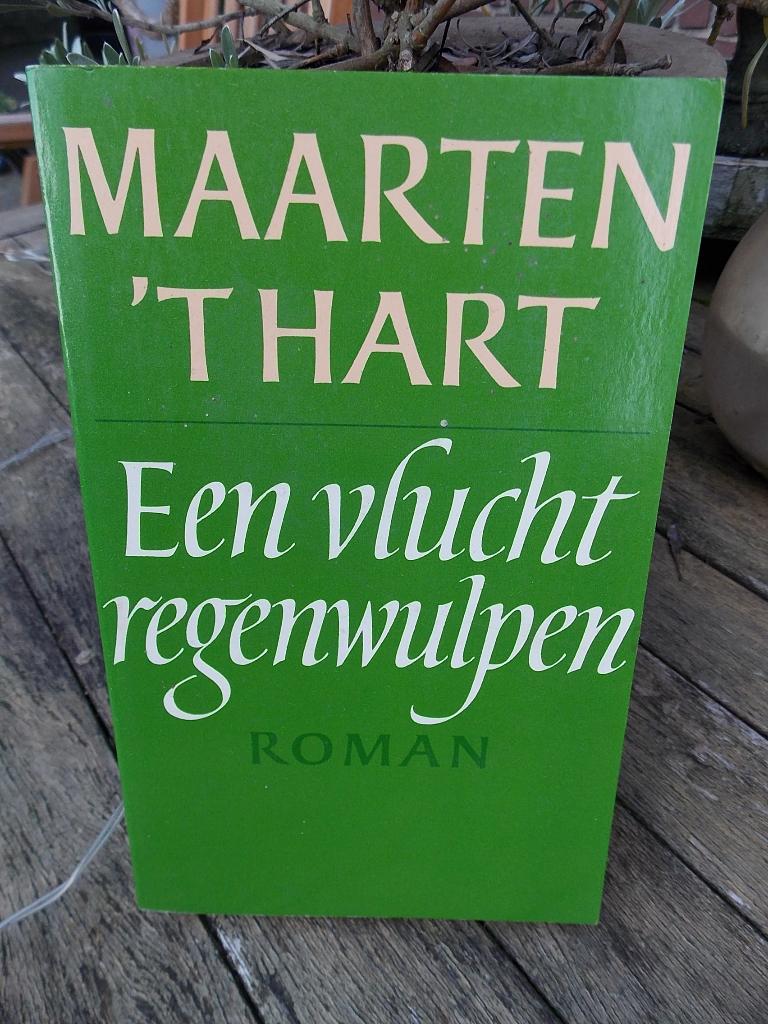 MAARTEN
'T HART
Een vlucht
regenwulpen
ROMAN